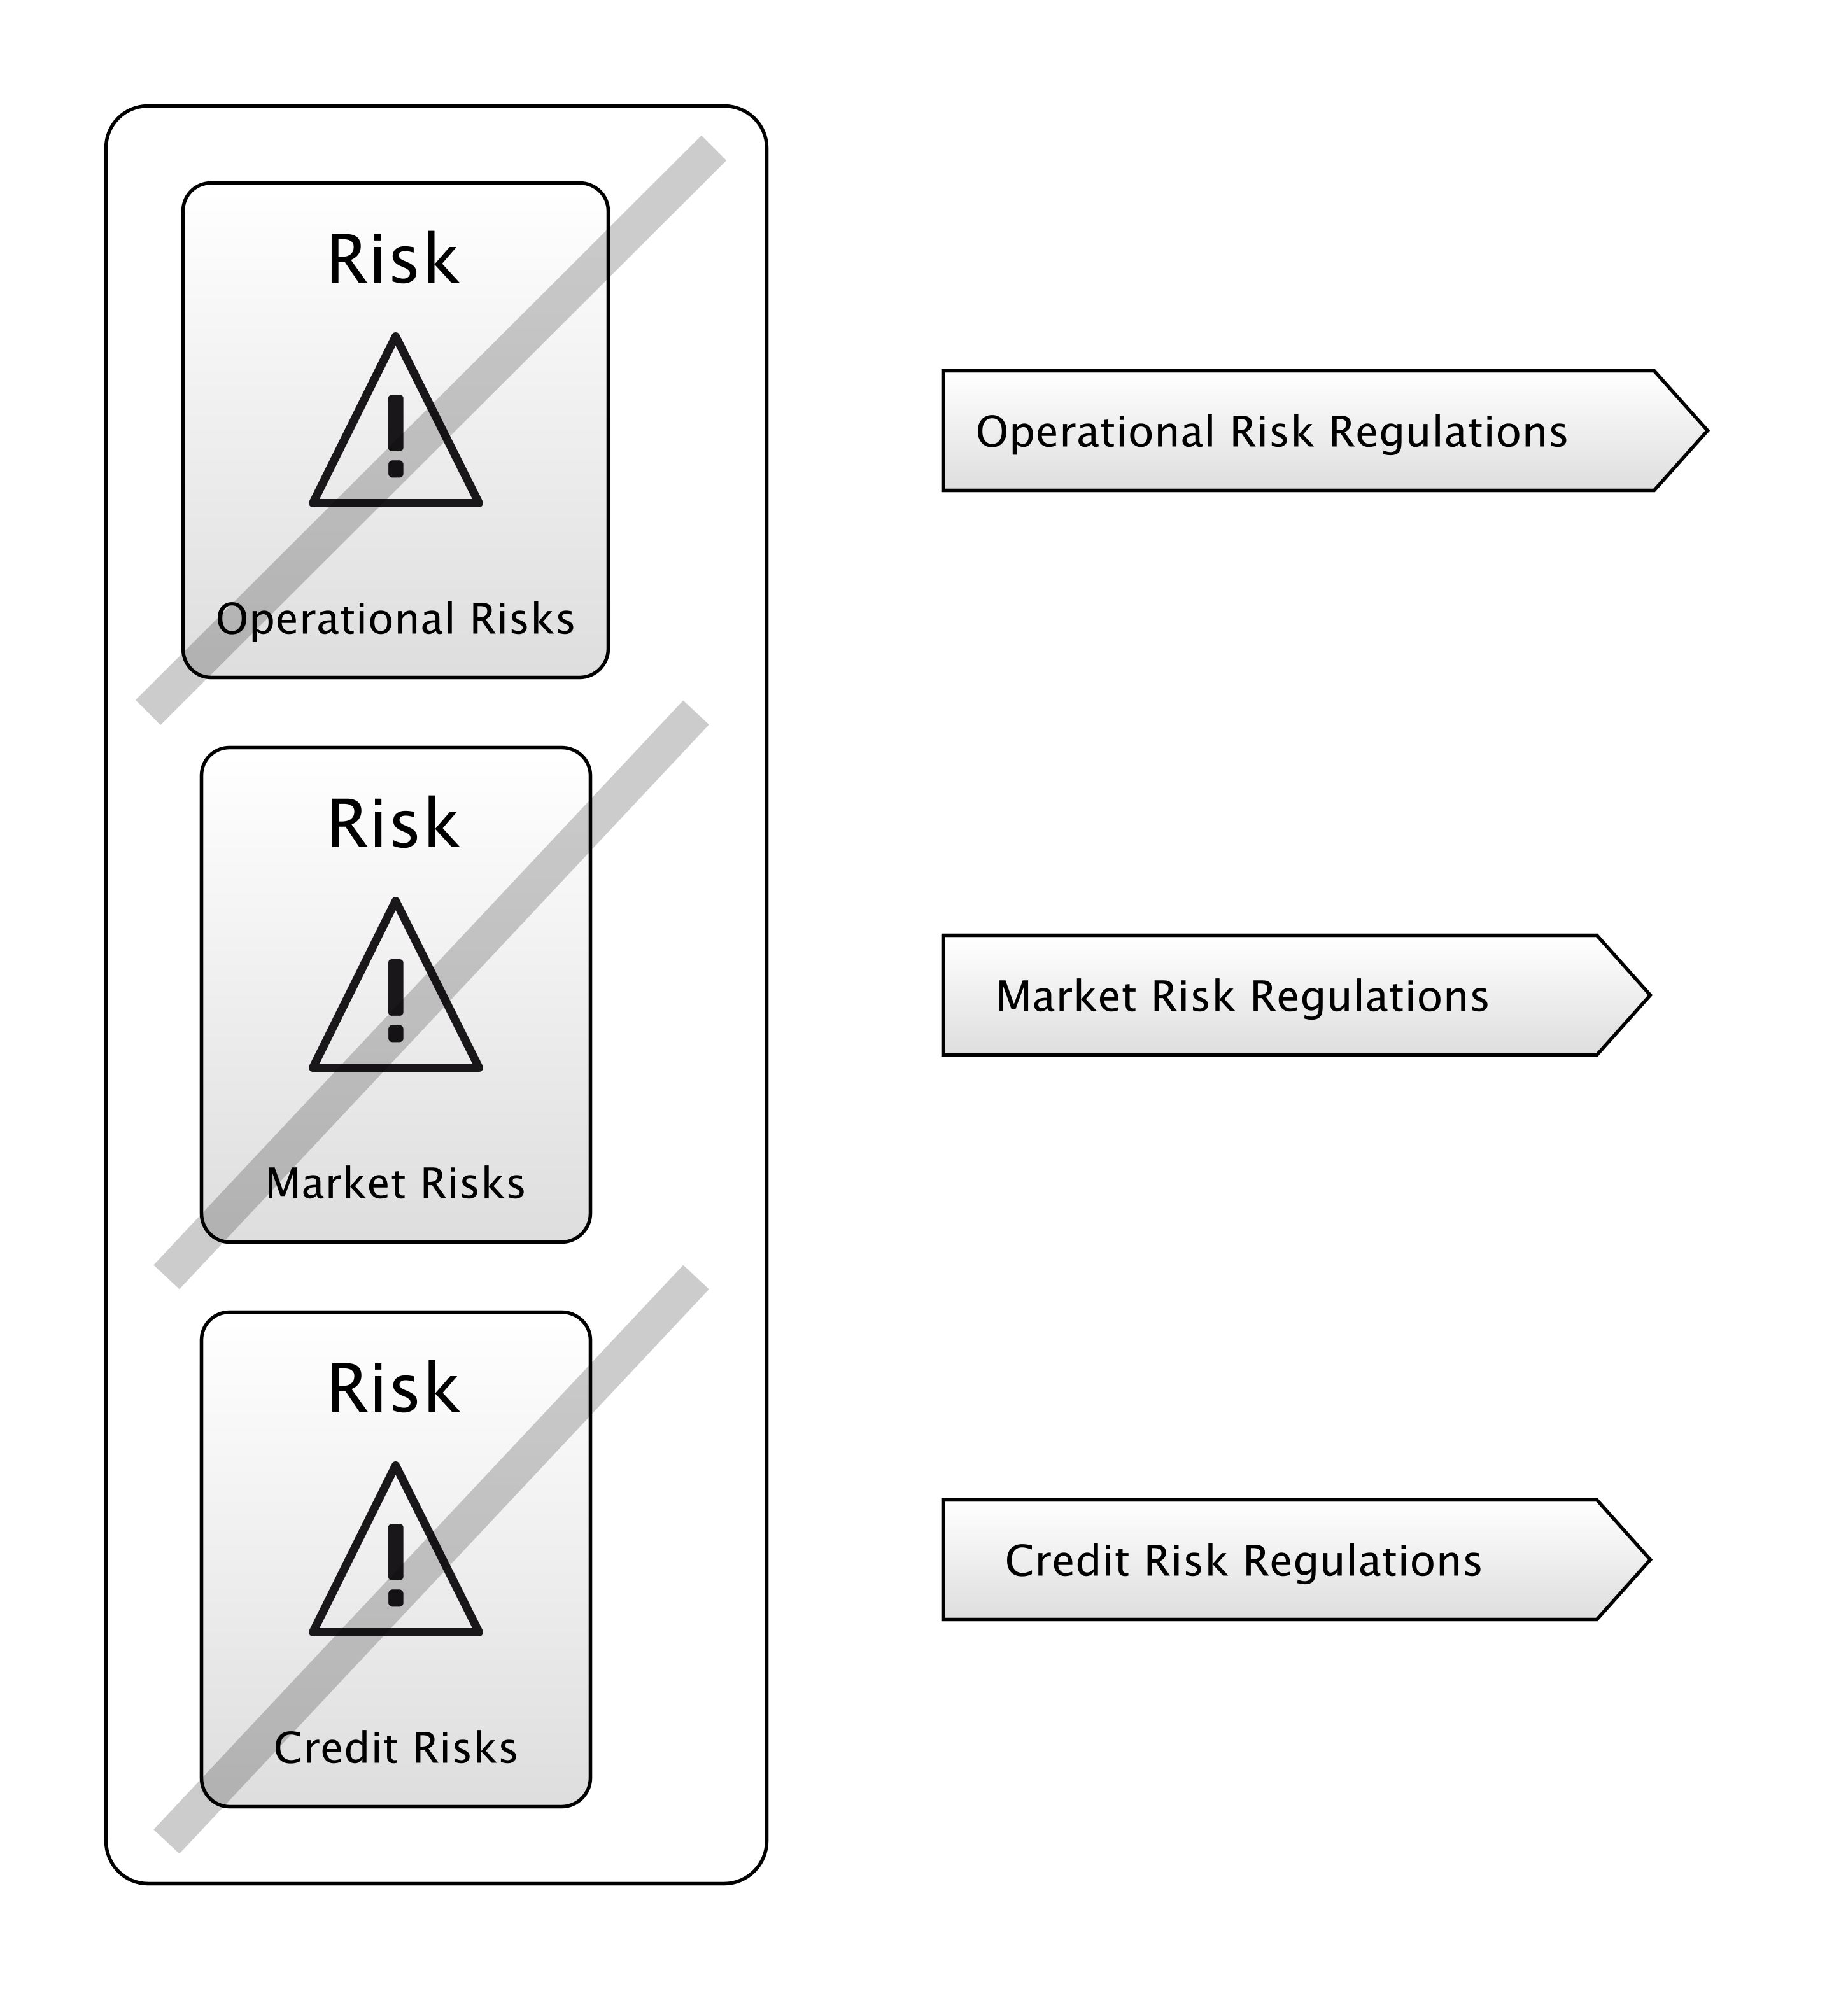 Risk
Operational Risks
Operational Risk Regulations
Risk
Market Risks
Market Risk Regulations
Risk
Credit Risks
Credit Risk Regulations